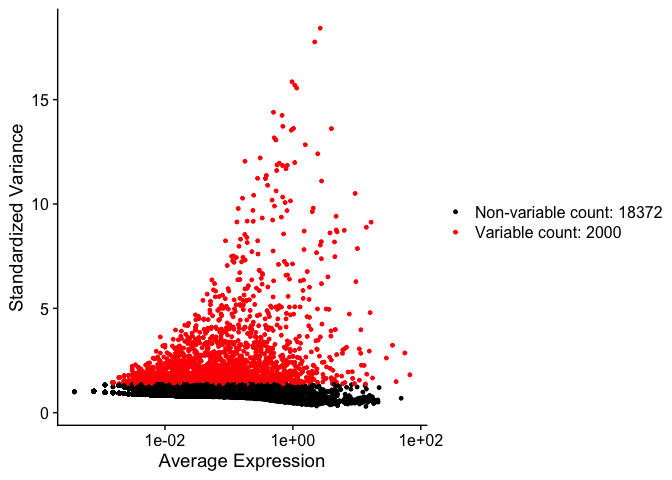 Standardized Variance
15
10
5
0
1e-02
1e+00
1e+02
Average Expression
Non-variable count: 18372
Variable count: 2000